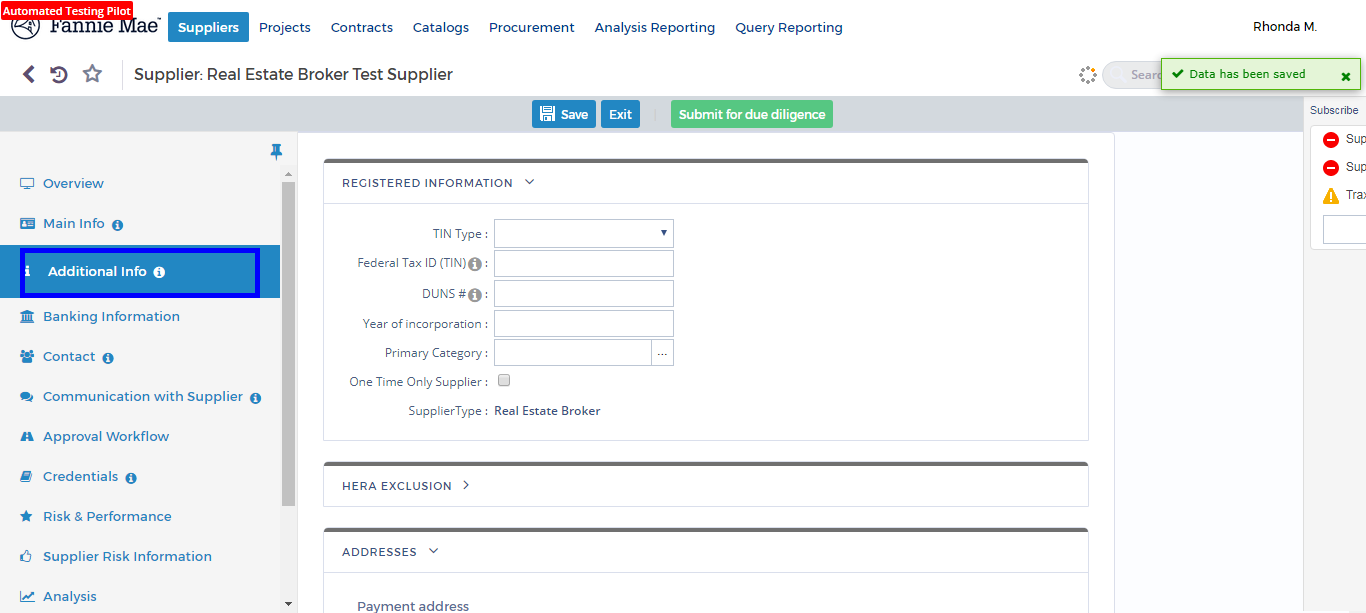 Automated Testing Pilot
Fannie Mae
Suppliers Projects Contracts Catalogs Procurement Analysis Reporting Query Reporting
Rhonda M.
Supplier: Real Estate Broker Test Supplier
Data has been saved
Save Exit Submit for due diligence
Subscribe
Overview
Main Info
Additional Info
Banking Information
Contact
Communication with Supplier
Approval Workflow
Credentials
Risk & Performance
Supplier Risk Information
Analysis
REGISTERED INFORMATION
TIN Type :
Federal Tax ID (TIN) :
DUNS # :
Year of incorporation :
Primary Category : ...
One Time Only Supplier :
SupplierType : Real Estate Broker
HERA EXCLUSION
ADDRESSES
Payment address